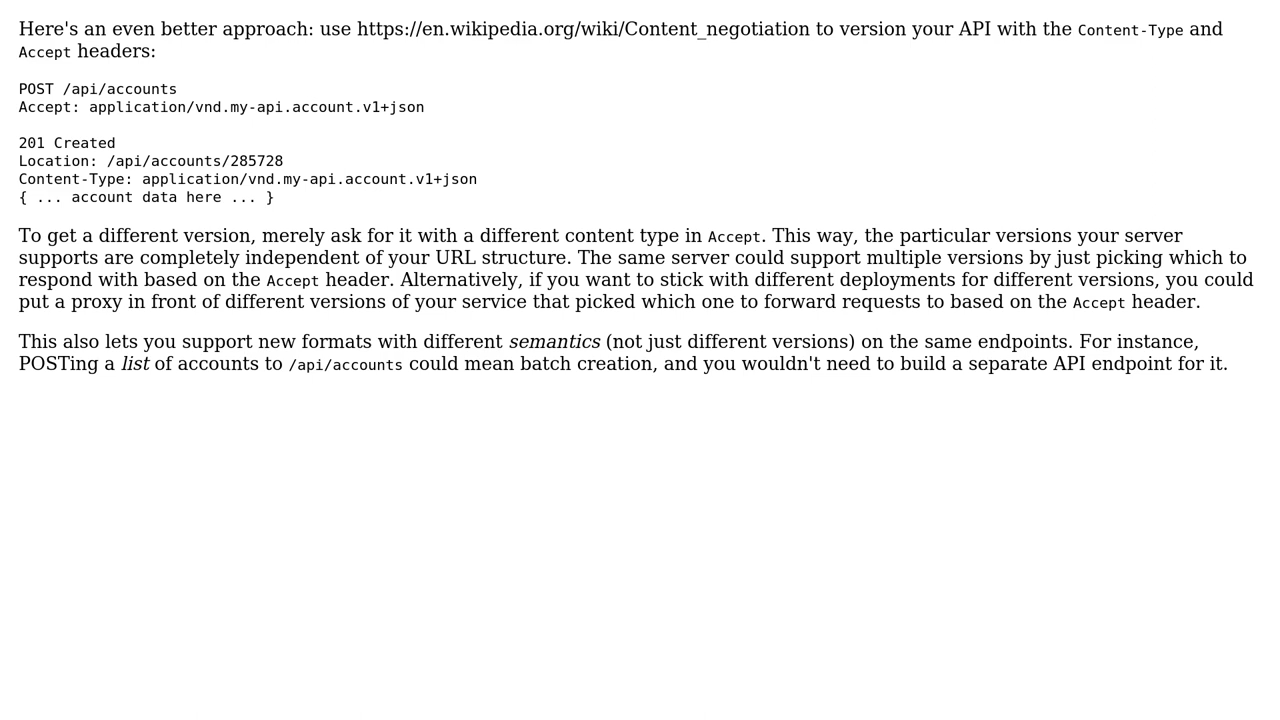 Here's an even better approach: use https://en.wikipedia.org/wiki/Content_negotiation to version your API with the Content-Type and
Accept headers:
POST /api/accounts
Accept: application/vnd.my-api.account.v1+json
201 Created
Location: /api/accounts/285728
Content-Type: application/vnd.my-api.account.v1+json
{ ... account data here ... }
To get a different version, merely ask for it with a different content type in Accept. This way, the particular versions your server
supports are completely independent of your URL structure. The same server could support multiple versions by just picking which to
respond with based on the Accept header. Alternatively, if you want to stick with different deployments for different versions, you could
put a proxy in front of different versions of your service that picked which one to forward requests to based on the Accept header.
This also lets you support new formats with different semantics (not just different versions) on the same endpoints. For instance,
POSTing a list of accounts to /api/accounts could mean batch creation, and you wouldn't need to build a separate API endpoint for it.